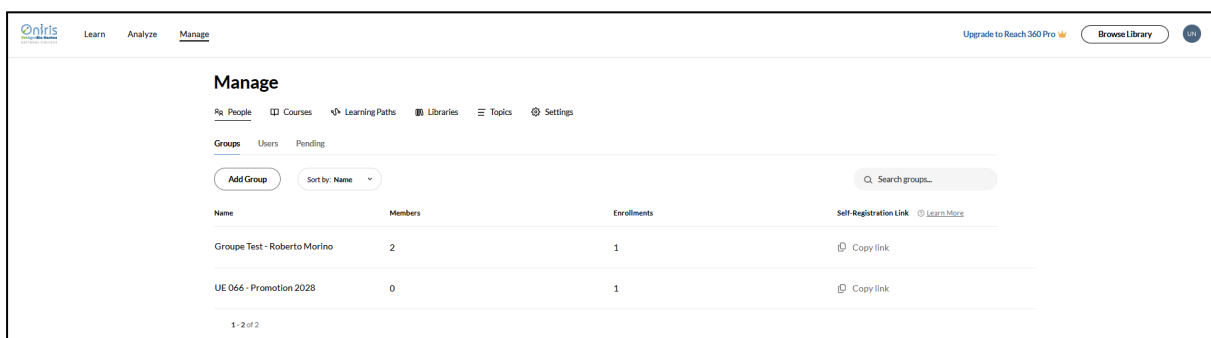 Oniris
VetAgroBio Nantes
Learn Analyze Manage
Upgrade to Reach 360 Pro
Browse Library
UN
Manage
People Courses Learning Paths Libraries Topics Settings
Groups Users Pending
Add Group
Sort by: Name
Search groups...
Name Members Enrollments Self-Registration Link Learn More
Groupe Test - Roberto Morino 2 1 Copy link
UE 066 - Promotion 2028 0 1 Copy link
1 - 2 of 2